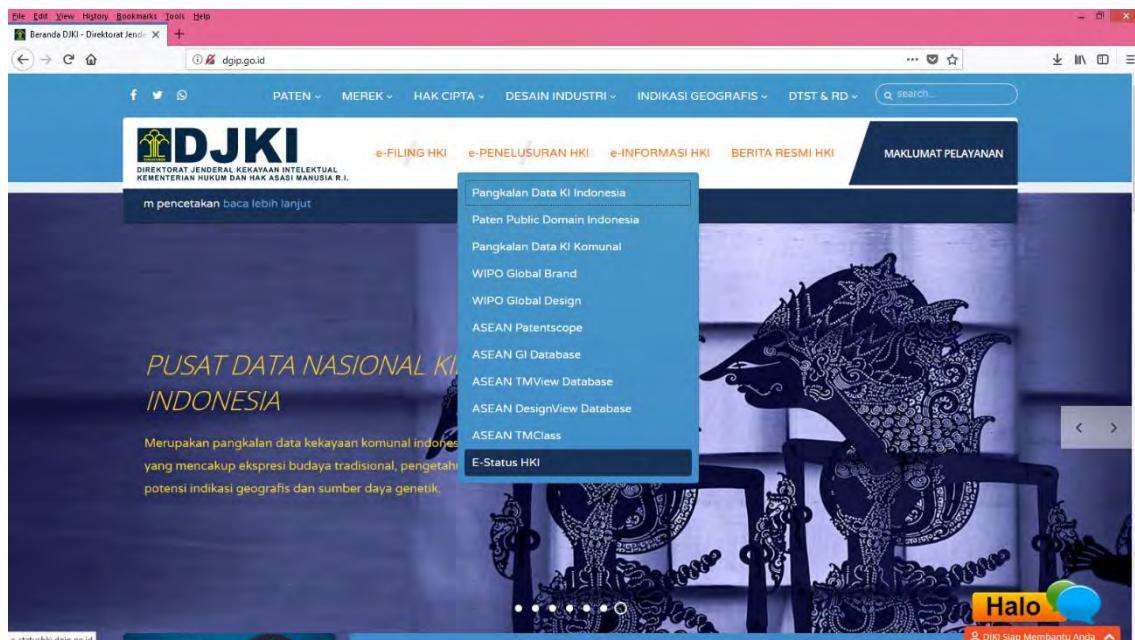 File Edit View History Bookmarks Tools Help
Beranda DJKI - Direktorat Jende
dgip.go.id
PATEN MEREK HAK CIPTA DESAIN INDUSTRI INDIKASI GEOGRAFIS DTST & RD search...
DJKI
DIREKTORAT JENDERAL KEKAYAAN INTELEKTUAL
KEMENTERIAN HUKUM DAN HAK ASASI MANUSIA R.I.
e-FILING HKI e-PENELUSURAN HKI e-INFORMASI HKI BERITA RESMI HKI MAKLUMAT PELAYANAN
m pencetakan baca lebih lanjut
Pangkalan Data KI Indonesia
Paten Public Domain Indonesia
Pangkalan Data KI Komunal
WIPO Global Brand
WIPO Global Design
ASEAN Patentscope
ASEAN GI Database
ASEAN TMView Database
ASEAN DesignView Database
ASEAN TMClass
E-Status HKI
PUSAT DATA NASIONAL KI
INDONESIA
Merupakan pangkalan data kekayaan komunal indones
yang mencakup ekspresi budaya tradisional, pengetah
potensi indikasi geografis dan sumber daya genetik.
Halo
DJKI Siap Membantu Anda
e-statushki.dgip.go.id